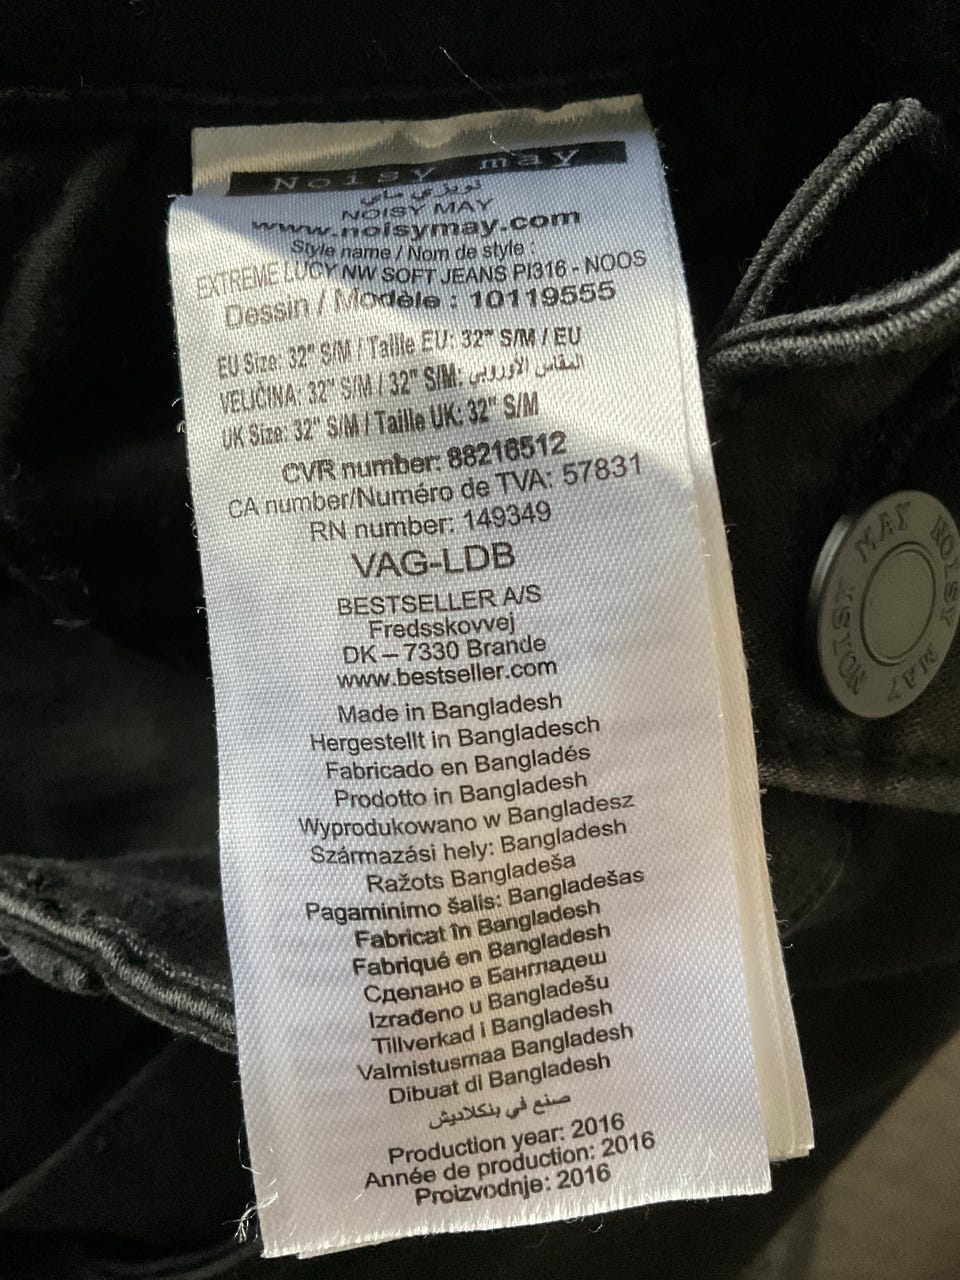 Noisy may
نويزي ماي
NOISY MAY
www.noisymay.com
Style name / Nom de style :
EXTREME LUCY NW SOFT JEANS PI316 - NOOS
Dessin / Modèle : 10119555
EU Size: 32" S/M / Taille EU: 32" S/M / EU
VELIČINA: 32" S/M / 32" S/M: المقاس الأوروبي
UK Size: 32" S/M / Taille UK: 32" S/M
CVR number: 88216512
CA number/Numéro de TVA: 57831
RN number: 149349
VAG-LDB
BESTSELLER A/S
Fredsskovvej
DK – 7330 Brande
www.bestseller.com
Made in Bangladesh
Hergestellt in Bangladesch
Fabricado en Bangladés
Prodotto in Bangladesh
Wyprodukowano w Bangladesz
Származási hely: Bangladesh
Ražots Bangladeša
Pagaminimo šalis: Bangladešas
Fabricat în Bangladesh
Fabriqué en Bangladesh
Сделано в Бангладеш
Izrađeno u Bangladešu
Tillverkad i Bangladesh
Valmistusmaa Bangladesh
Dibuat di Bangladesh
صنع في بنكلاديش
Production year: 2016
Année de production: 2016
Proizvodnje: 2016
NOISY MAY NOISY MAY